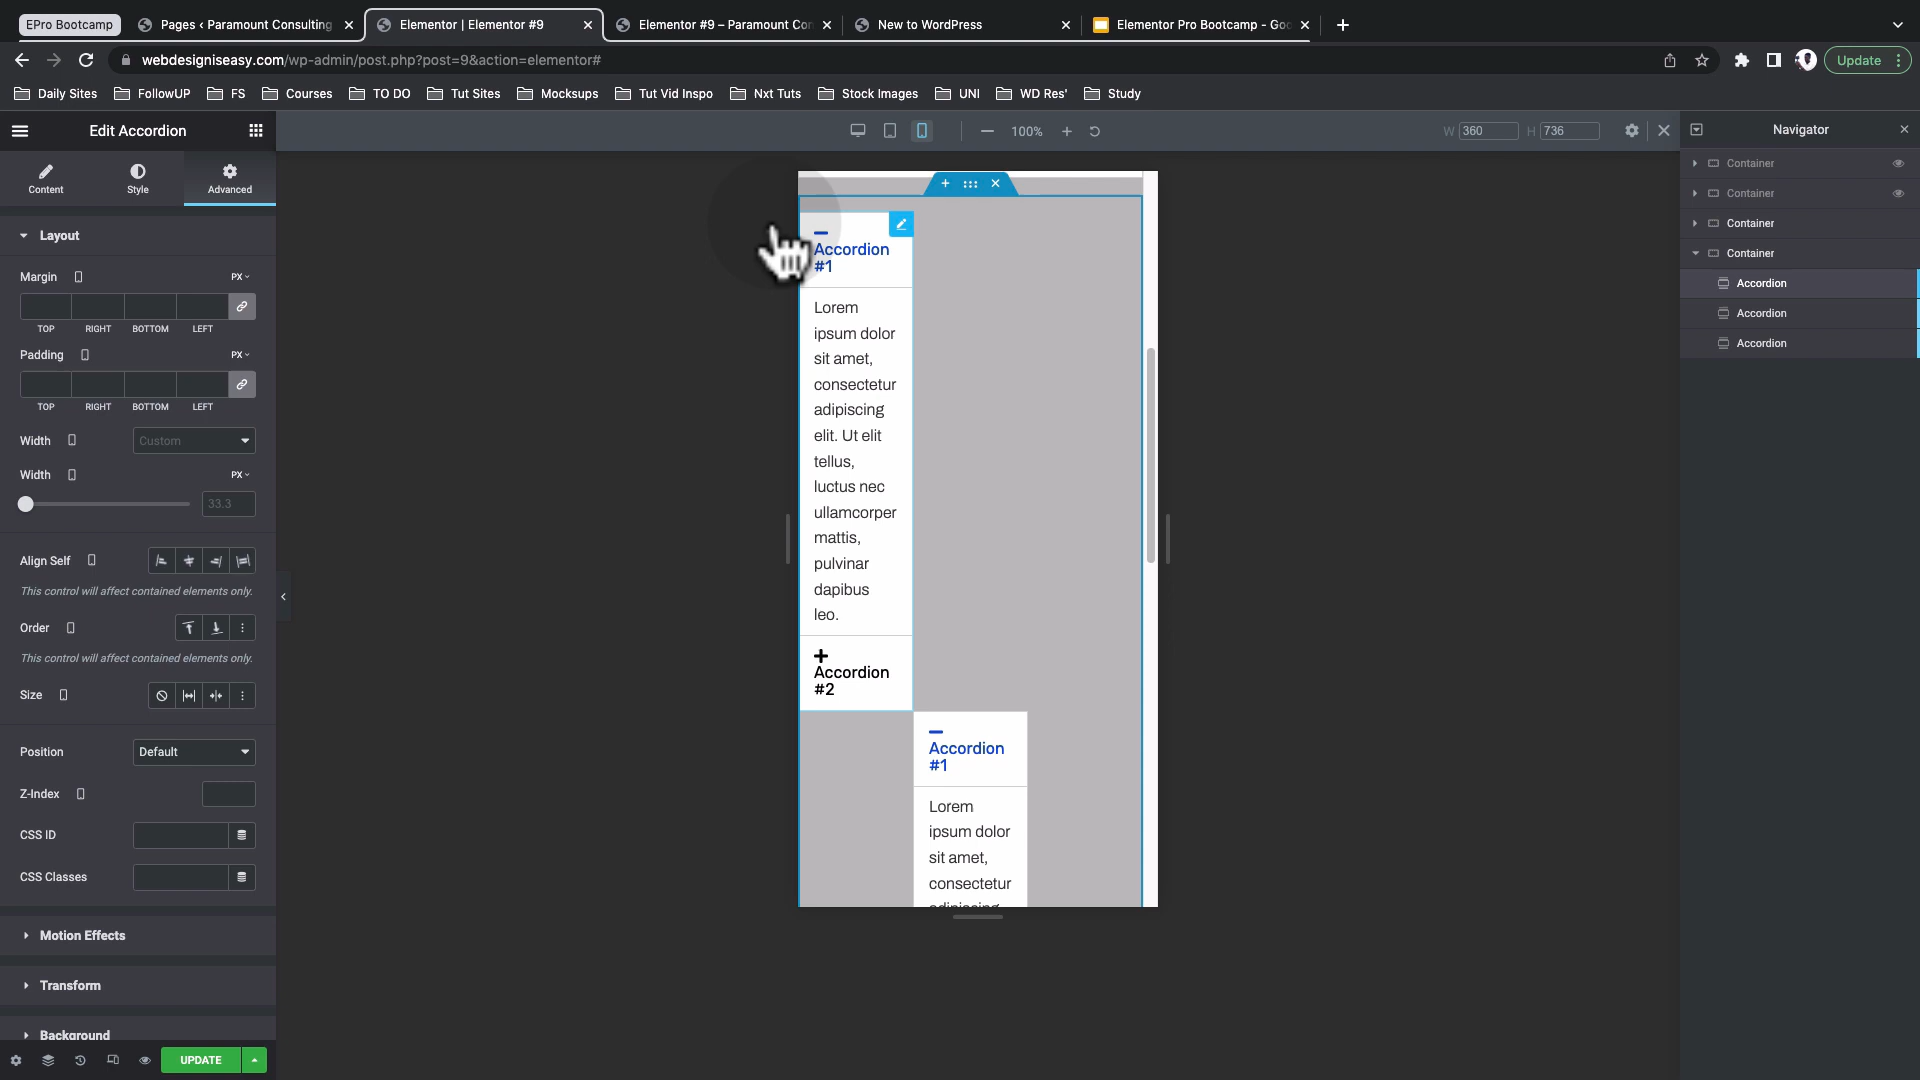 EPro Bootcamp
Pages ‹ Paramount Consulting
Elementor | Elementor #9
Elementor #9 – Paramount Con
New to WordPress
Elementor Pro Bootcamp - Goo
webdesigniseasy.com/wp-admin/post.php?post=9&action=elementor#
Update
Daily Sites
FollowUP
FS
Courses
TO DO
Tut Sites
Mocksups
Tut Vid Inspo
Nxt Tuts
Stock Images
UNI
WD Res'
Study
Edit Accordion
100%
W 360
H 736
Navigator
Content
Style
Advanced
Layout
Margin
PX
TOP RIGHT BOTTOM LEFT
Padding
PX
TOP RIGHT BOTTOM LEFT
Width
Custom
Width
PX
33.3
Align Self
This control will affect contained elements only.
Order
This control will affect contained elements only.
Size
Position
Default
Z-Index
CSS ID
CSS Classes
Motion Effects
Transform
Background
UPDATE
Accordion
#1
Lorem
ipsum dolor
sit amet,
consectetur
adipiscing
elit. Ut elit
tellus,
luctus nec
ullamcorper
mattis,
pulvinar
dapibus
leo.
Accordion
#2
Accordion
#1
Lorem
ipsum dolor
sit amet,
consectetur
adipiscing
Container
Container
Container
Container
Accordion
Accordion
Accordion